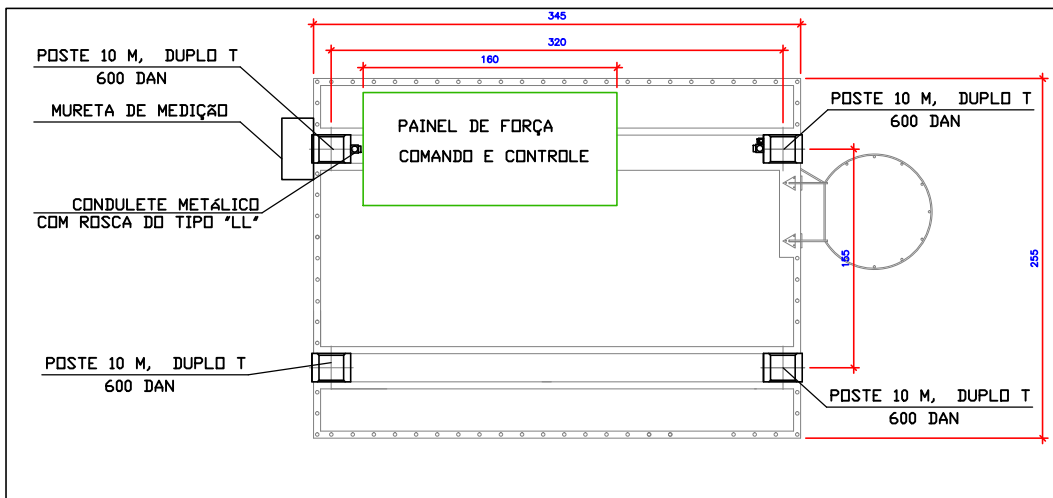 345
320
160
POSTE 10 M, DUPLO T
600 DAN
MURETA DE MEDIÇÃO
PAINEL DE FORÇA
COMANDO E CONTROLE
POSTE 10 M, DUPLO T
600 DAN
CONDULETE METáLICO
COM ROSCA DO TIPO "LL"
155
255
POSTE 10 M, DUPLO T
600 DAN
POSTE 10 M, DUPLO T
600 DAN